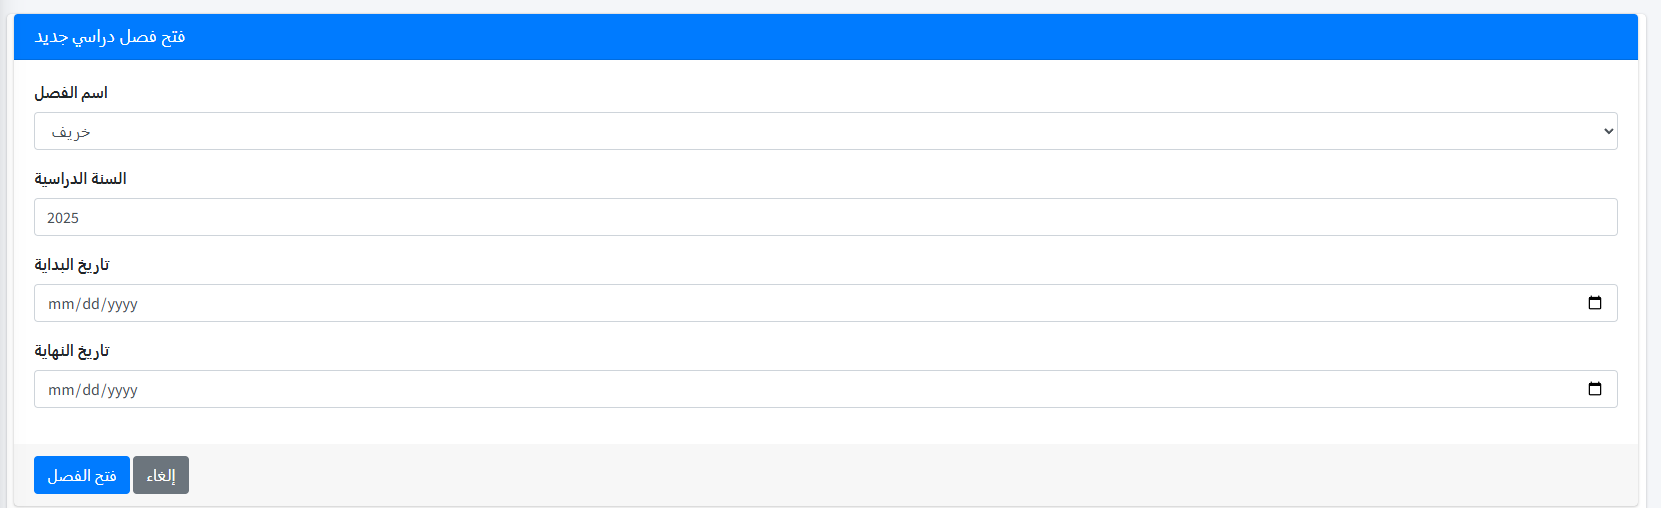 فتح فصل دراسي جديد
اسم الفصل
خريف
السنة الدراسية
2025
تاريخ البداية
mm/dd/yyyy
تاريخ النهاية
mm/dd/yyyy
فتح الفصل إلغاء